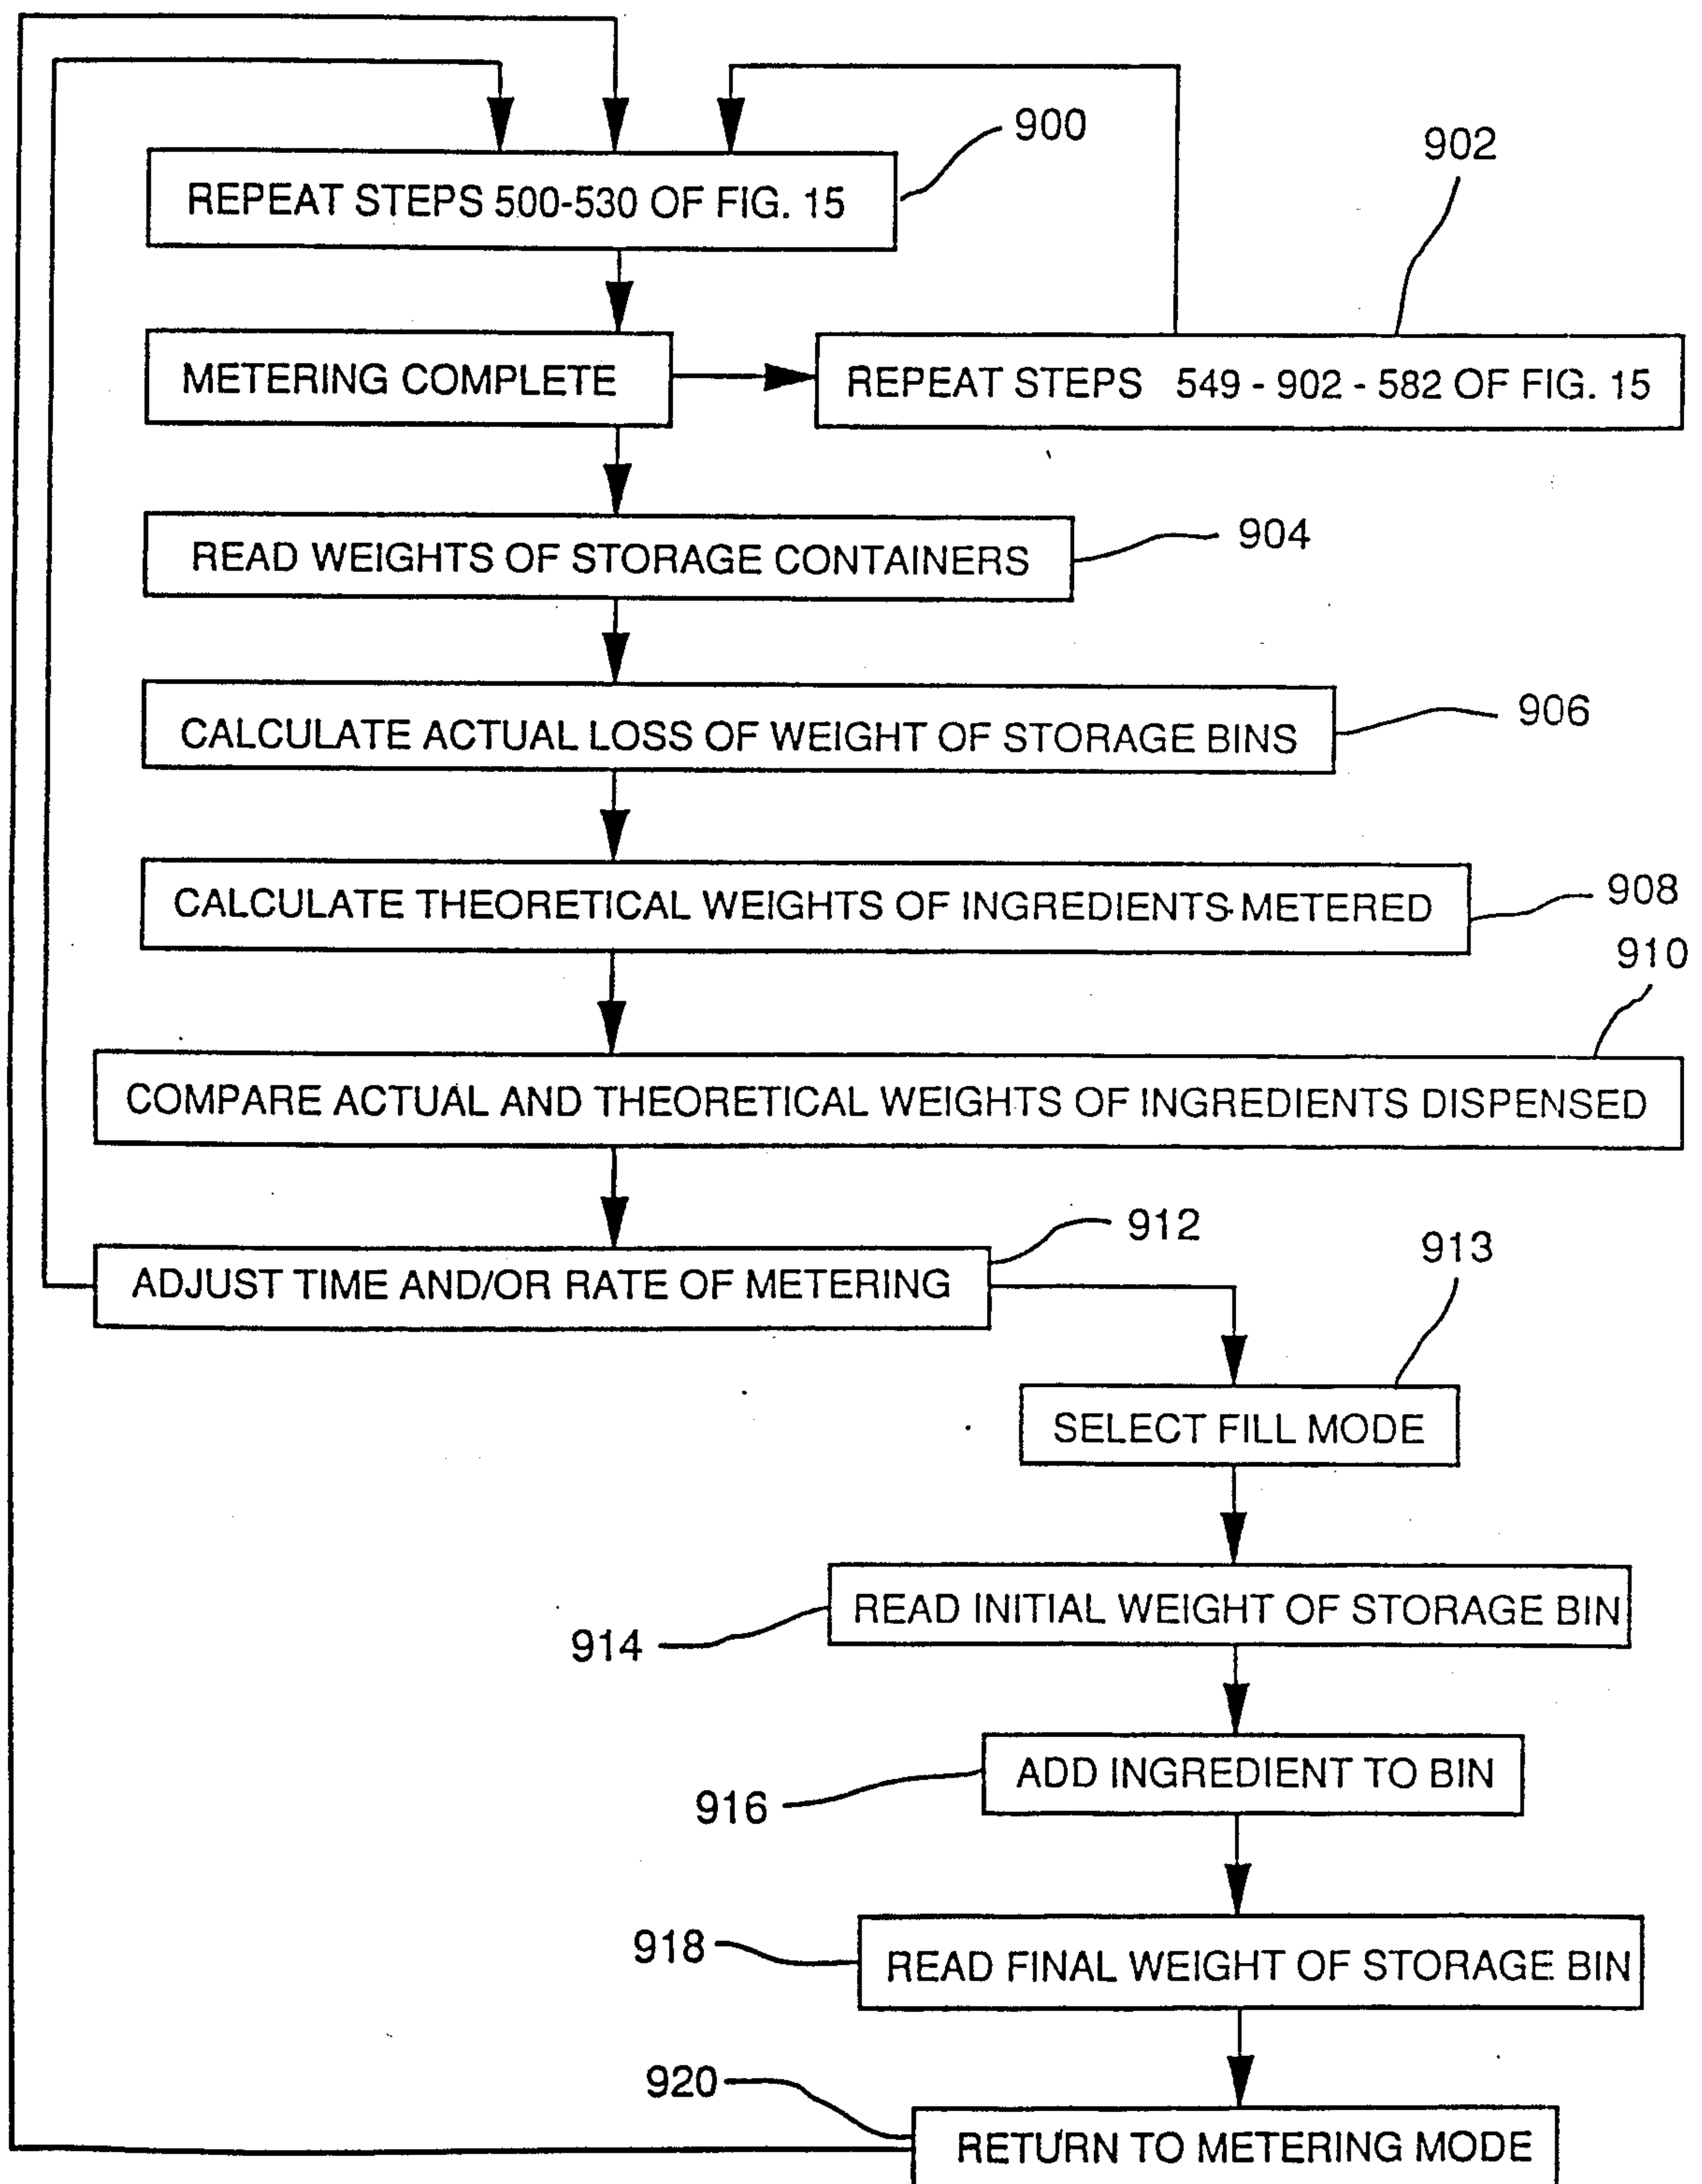 900
REPEAT STEPS 500-530 OF FIG. 15
902
METERING COMPLETE
REPEAT STEPS 549 - 902 - 582 OF FIG. 15
READ WEIGHTS OF STORAGE CONTAINERS
904
CALCULATE ACTUAL LOSS OF WEIGHT OF STORAGE BINS
906
CALCULATE THEORETICAL WEIGHTS OF INGREDIENTS METERED
908
910
COMPARE ACTUAL AND THEORETICAL WEIGHTS OF INGREDIENTS DISPENSED
912
ADJUST TIME AND/OR RATE OF METERING
913
SELECT FILL MODE
READ INITIAL WEIGHT OF STORAGE BIN
914
ADD INGREDIENT TO BIN
916
918
READ FINAL WEIGHT OF STORAGE BIN
920
RETURN TO METERING MODE